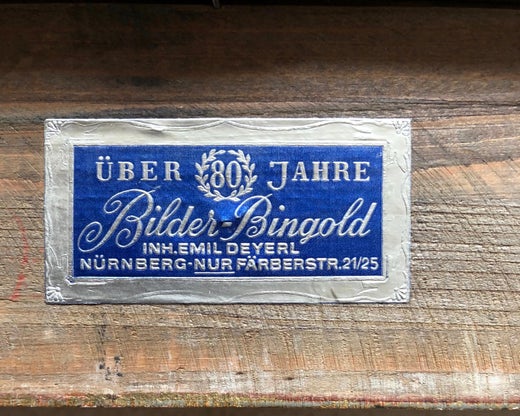 ÜBER 80 JAHRE
Bilder-Bingold
INH. EMIL DEYERL
NÜRNBERG-NUR FÄRBERSTR. 21/25